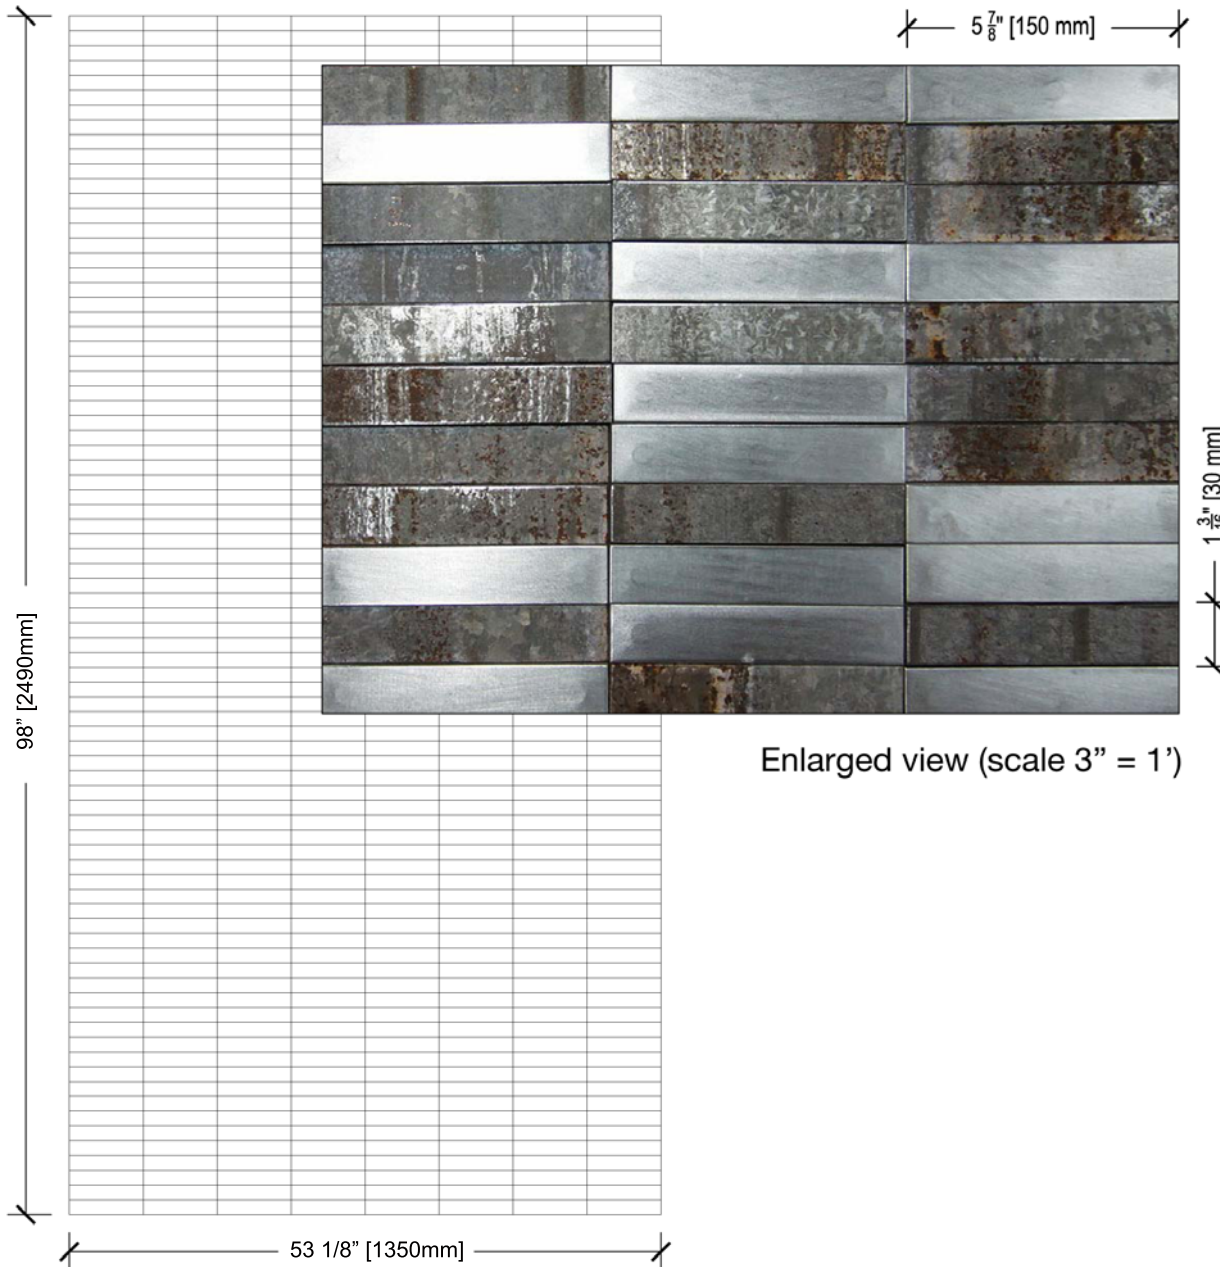 5 7/8" [150 mm]
1 3/16" [30 mm]
Enlarged view (scale 3” = 1’)
98” [2490mm]
53 1/8” [1350mm]